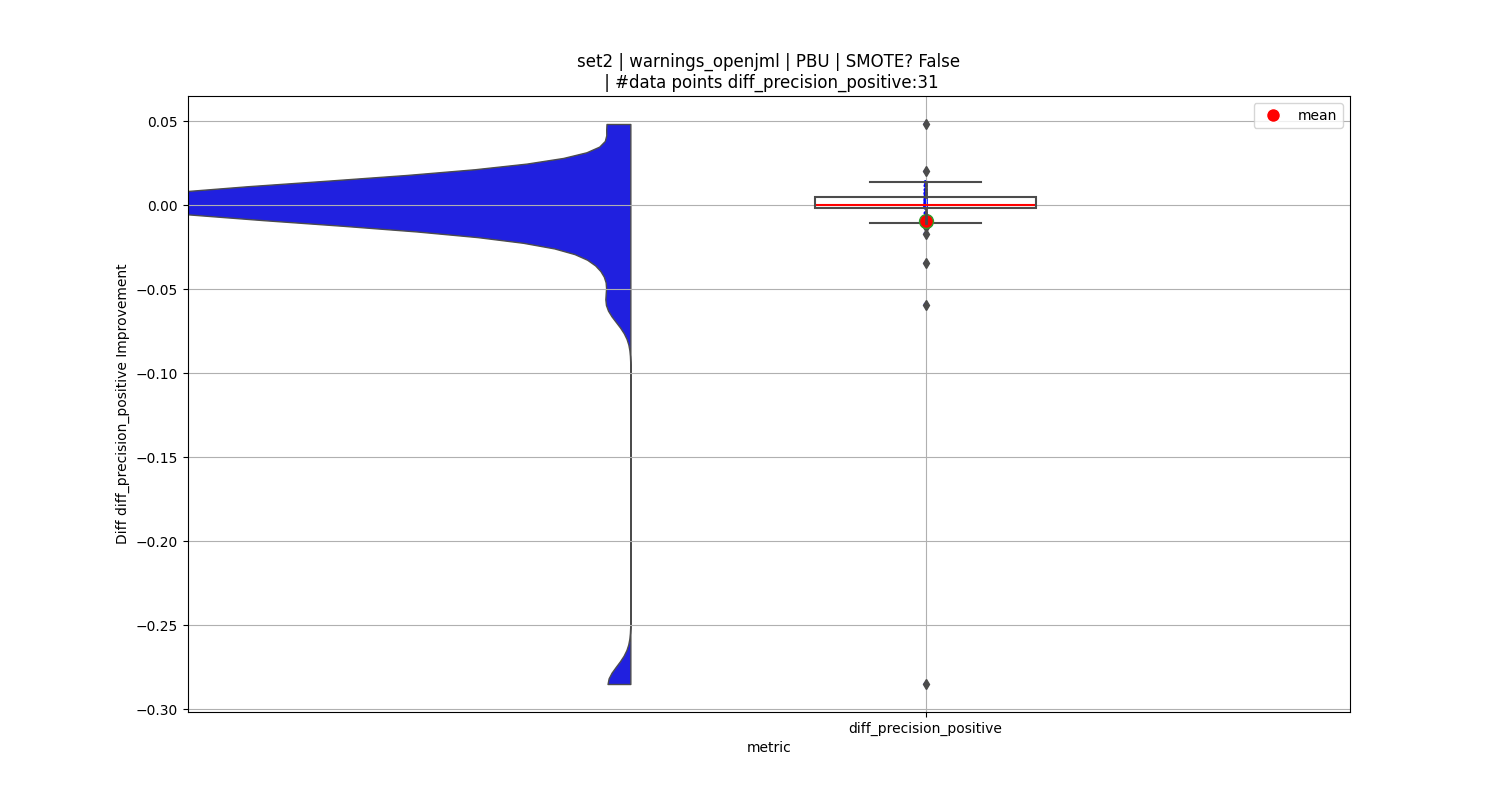 set2 | warnings_openjml | PBU | SMOTE? False
| #data points diff_precision_positive:31
mean
0.05
0.00
−0.05
−0.10
−0.15
−0.20
−0.25
−0.30
Diff diff_precision_positive Improvement
diff_precision_positive
metric